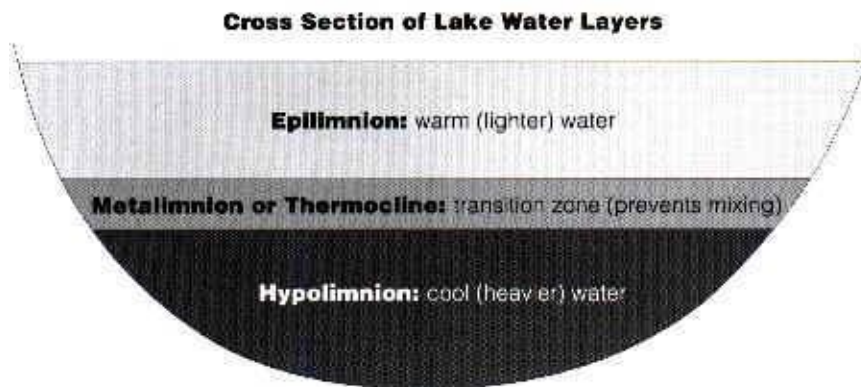 Cross Section of Lake Water Layers
Epilimnion: warm (lighter) water
Metalimnion or Thermocline: transition zone (prevents mixing)
Hypolimnion: cool (heavier) water